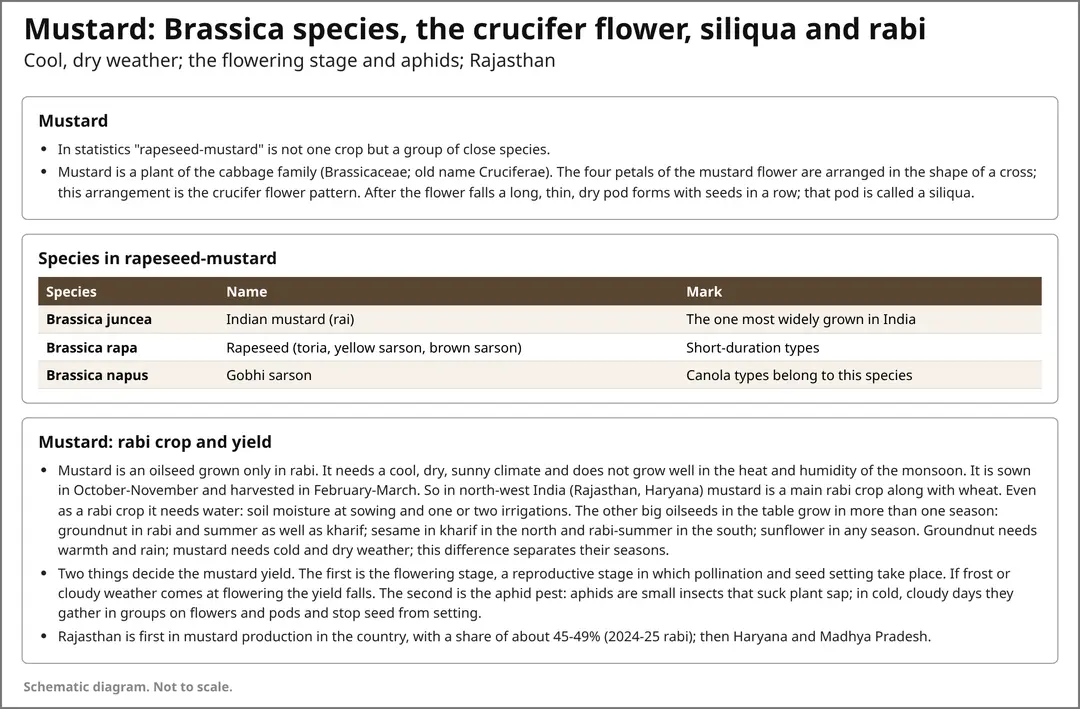 Mustard: Brassica species, the crucifer flower, siliqua and rabi
Cool, dry weather; the flowering stage and aphids; Rajasthan
Mustard
• In statistics "rapeseed-mustard" is not one crop but a group of close species.
• Mustard is a plant of the cabbage family (Brassicaceae; old name Cruciferae). The four petals of the mustard flower are arranged in the shape of a cross;
this arrangement is the crucifer flower pattern. After the flower falls a long, thin, dry pod forms with seeds in a row; that pod is called a siliqua.
Species in rapeseed-mustard
Species Name Mark
Brassica juncea Indian mustard (rai) The one most widely grown in India
Brassica rapa Rapeseed (toria, yellow sarson, brown sarson) Short-duration types
Brassica napus Gobhi sarson Canola types belong to this species
Mustard: rabi crop and yield
• Mustard is an oilseed grown only in rabi. It needs a cool, dry, sunny climate and does not grow well in the heat and humidity of the monsoon. It is sown
in October-November and harvested in February-March. So in north-west India (Rajasthan, Haryana) mustard is a main rabi crop along with wheat. Even
as a rabi crop it needs water: soil moisture at sowing and one or two irrigations. The other big oilseeds in the table grow in more than one season:
groundnut in rabi and summer as well as kharif; sesame in kharif in the north and rabi-summer in the south; sunflower in any season. Groundnut needs
warmth and rain; mustard needs cold and dry weather; this difference separates their seasons.
• Two things decide the mustard yield. The first is the flowering stage, a reproductive stage in which pollination and seed setting take place. If frost or
cloudy weather comes at flowering the yield falls. The second is the aphid pest: aphids are small insects that suck plant sap; in cold, cloudy days they
gather in groups on flowers and pods and stop seed from setting.
• Rajasthan is first in mustard production in the country, with a share of about 45-49% (2024-25 rabi); then Haryana and Madhya Pradesh.
Schematic diagram. Not to scale.